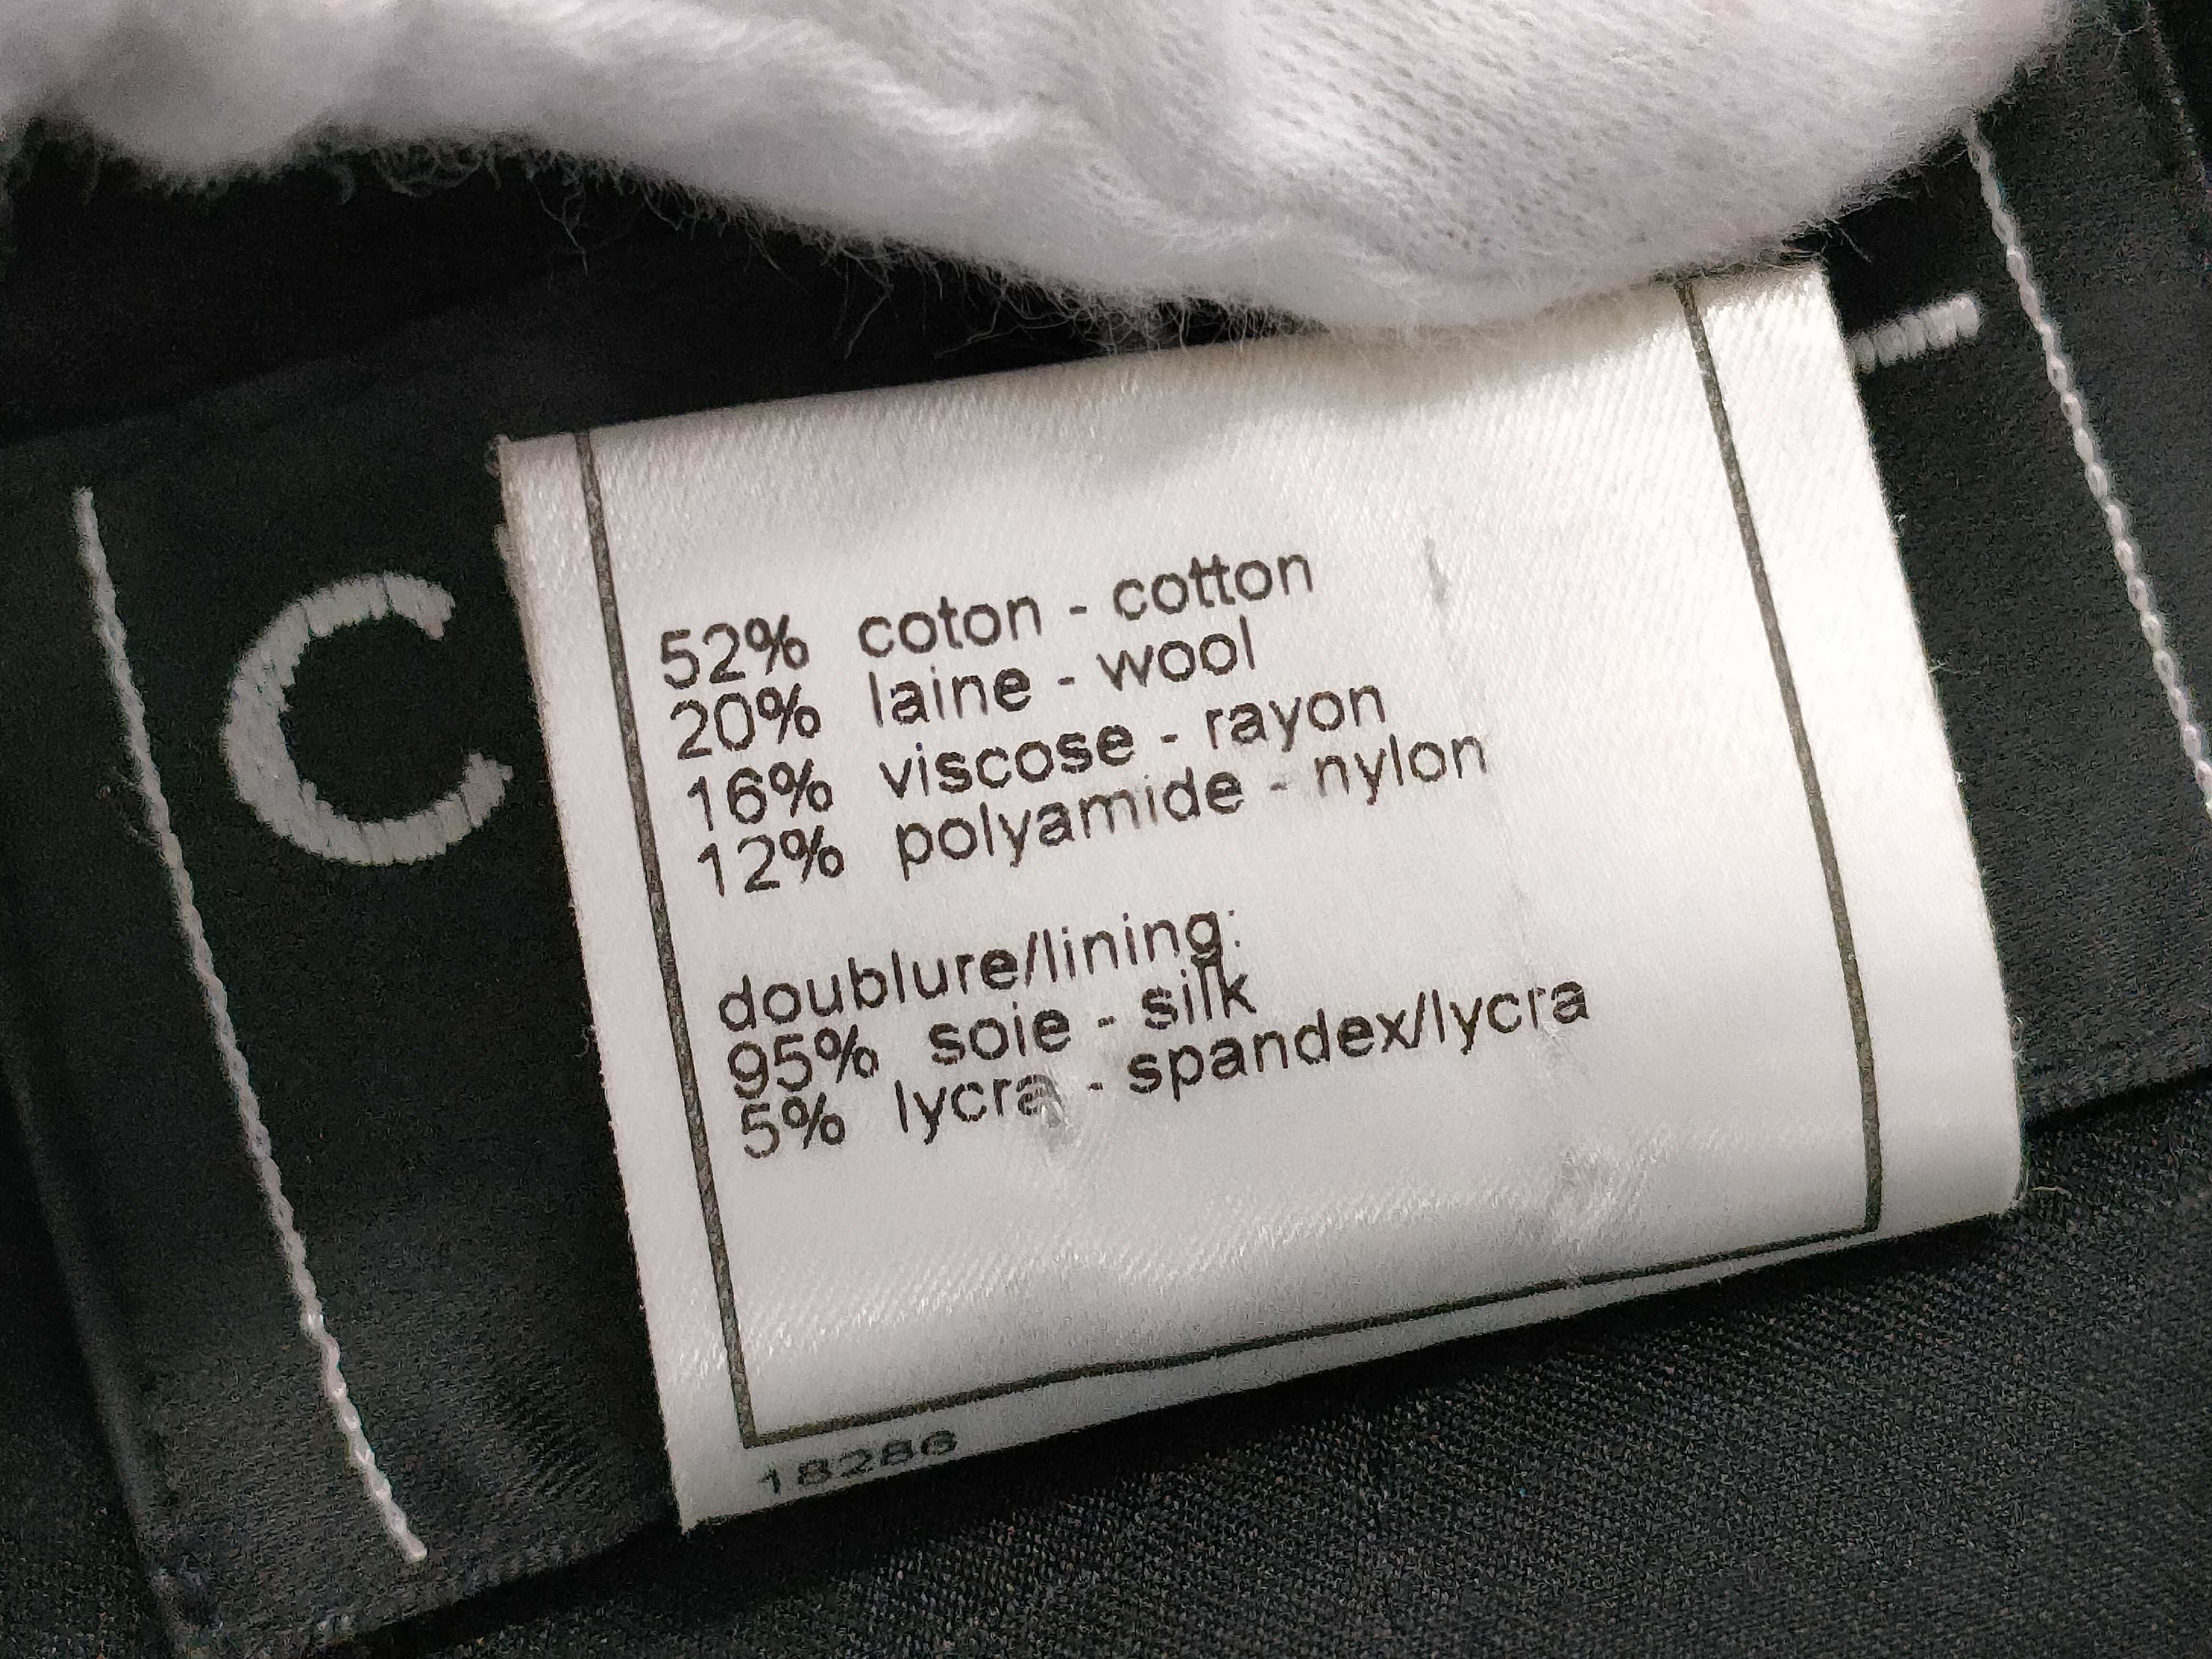 C
52% coton - cotton
20% laine - wool
16% viscose - rayon
12% polyamide - nylon
doublure/lining:
95% soie - silk
5% lycra - spandex/lycra
18286